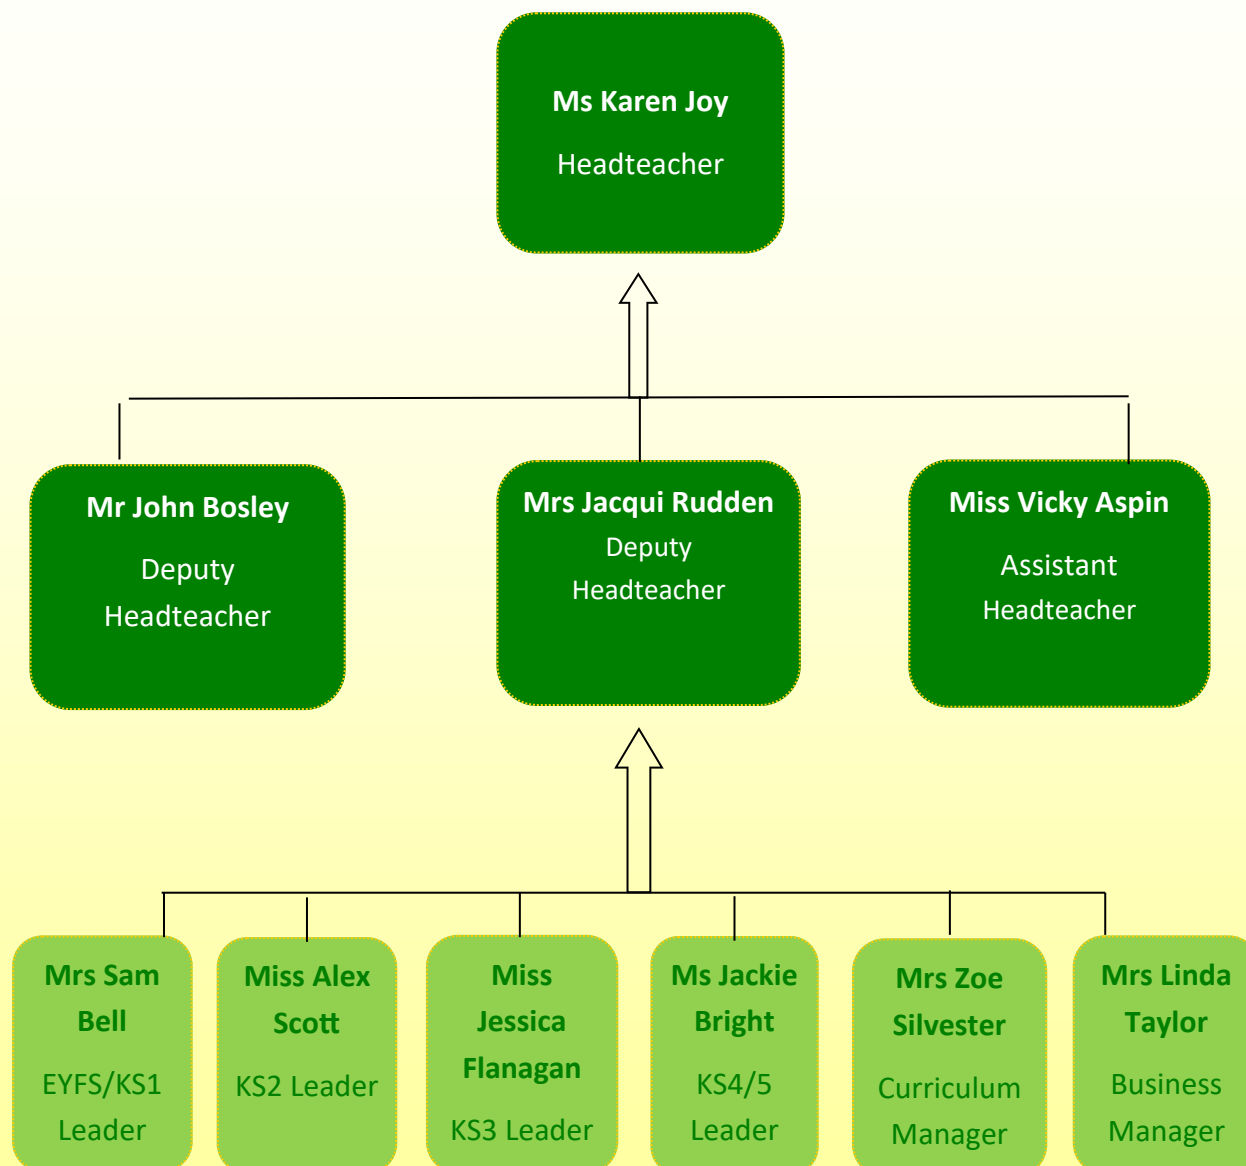 Ms Karen Joy
Headteacher
Mr John Bosley
Deputy
Headteacher
Mrs Jacqui Rudden
Deputy
Headteacher
Miss Vicky Aspin
Assistant
Headteacher
Mrs Sam
Bell
EYFS/KS1
Leader
Miss Alex
Scott
KS2 Leader
Miss
Jessica
Flanagan
KS3 Leader
Ms Jackie
Bright
KS4/5
Leader
Mrs Zoe
Silvester
Curriculum
Manager
Mrs Linda
Taylor
Business
Manager